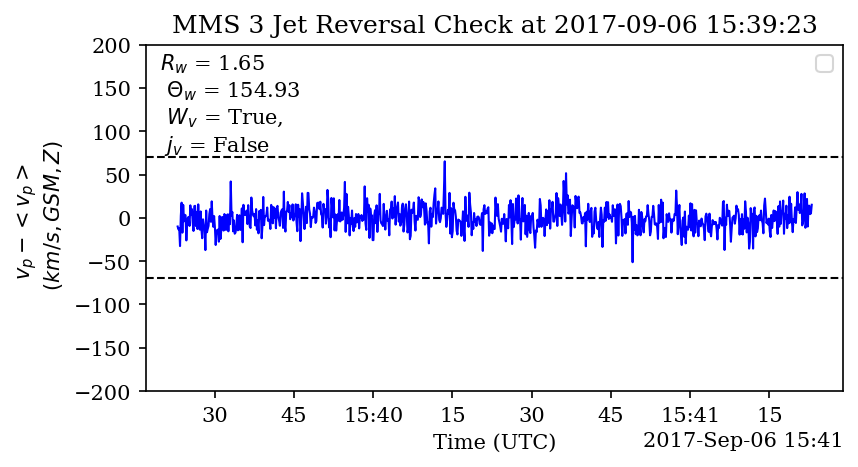 MMS 3 Jet Reversal Check at 2017-09-06 15:39:23
R_w = 1.65
Θ_w = 154.93
W_v = True,
j_v = False
200
150
100
50
0
−50
−100
−150
−200
v_p − < v_p >
(km/s, GSM, Z)
30 45 15:40 15 30 45 15:41 15
Time (UTC)
2017-Sep-06 15:41